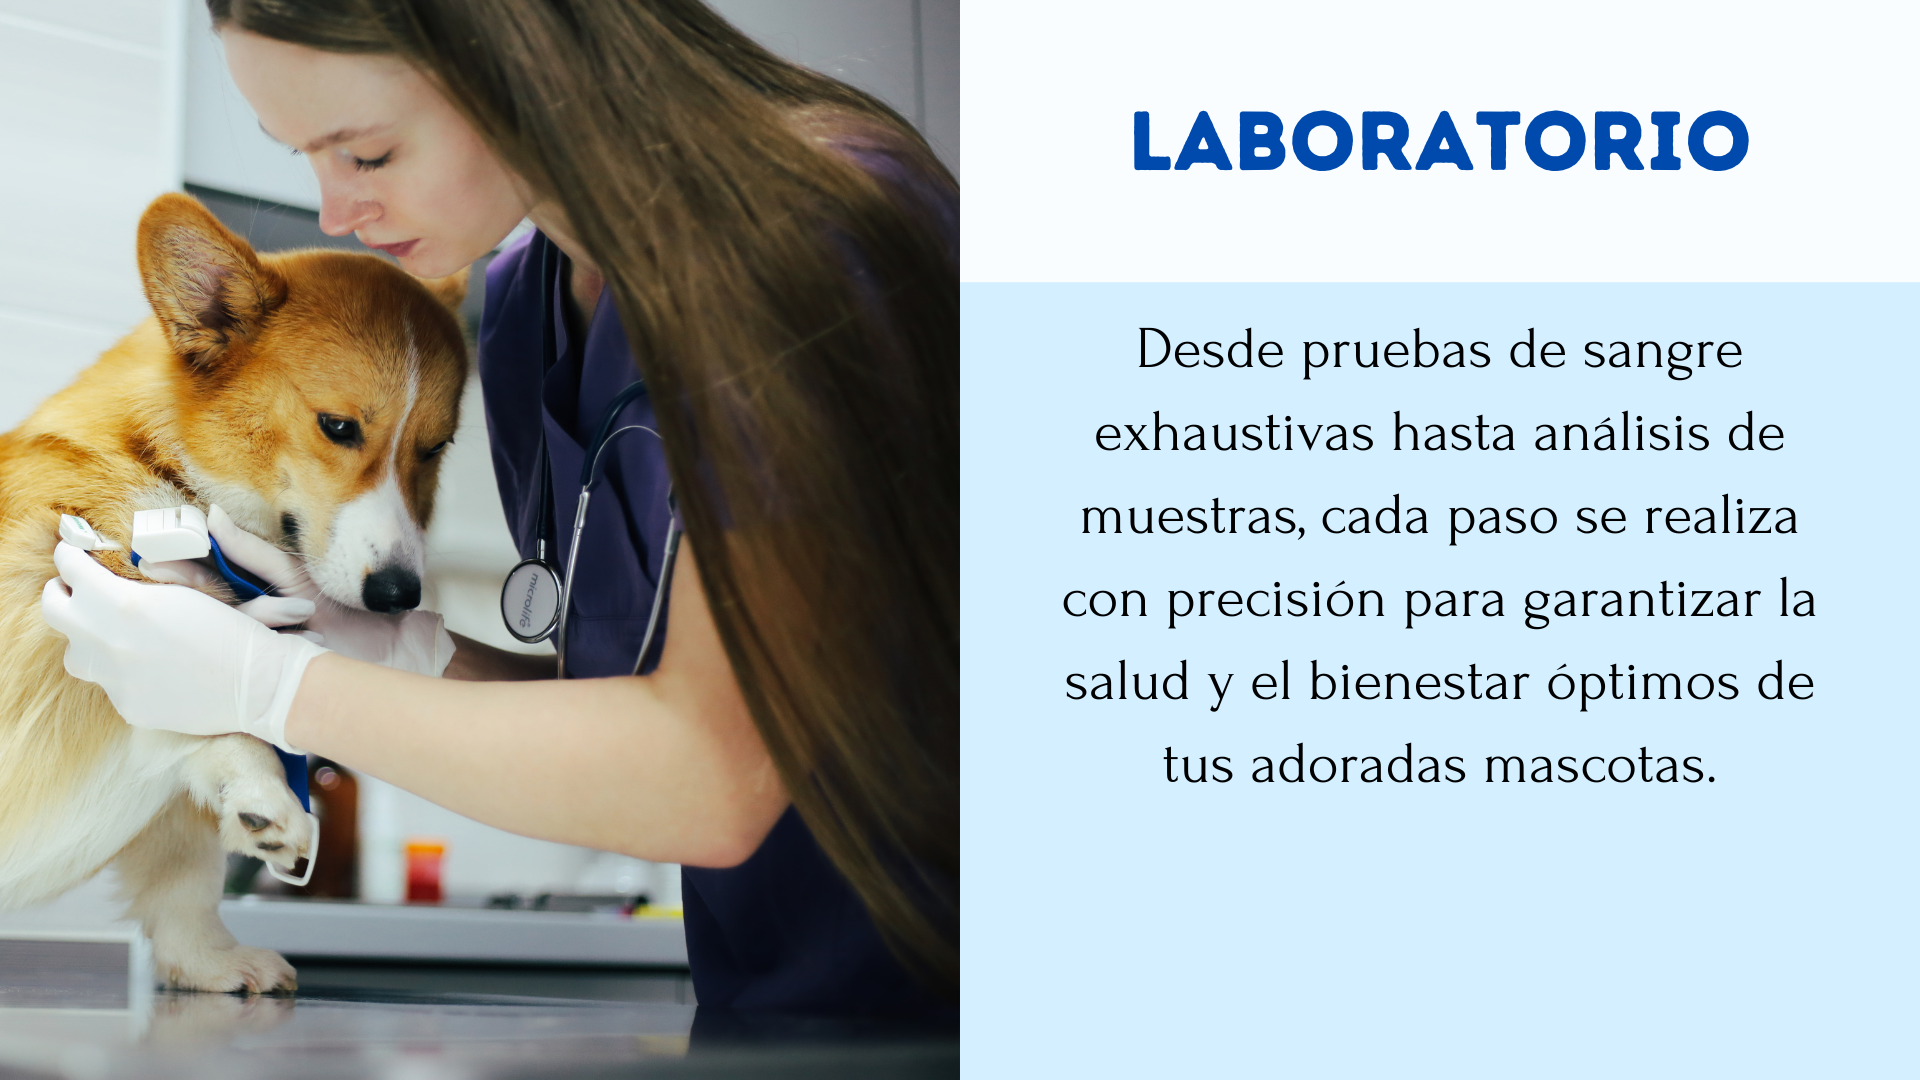 LABORATORIO
Desde pruebas de sangre
exhaustivas hasta análisis de
muestras, cada paso se realiza
con precisión para garantizar la
salud y el bienestar óptimos de
tus adoradas mascotas.
microlife